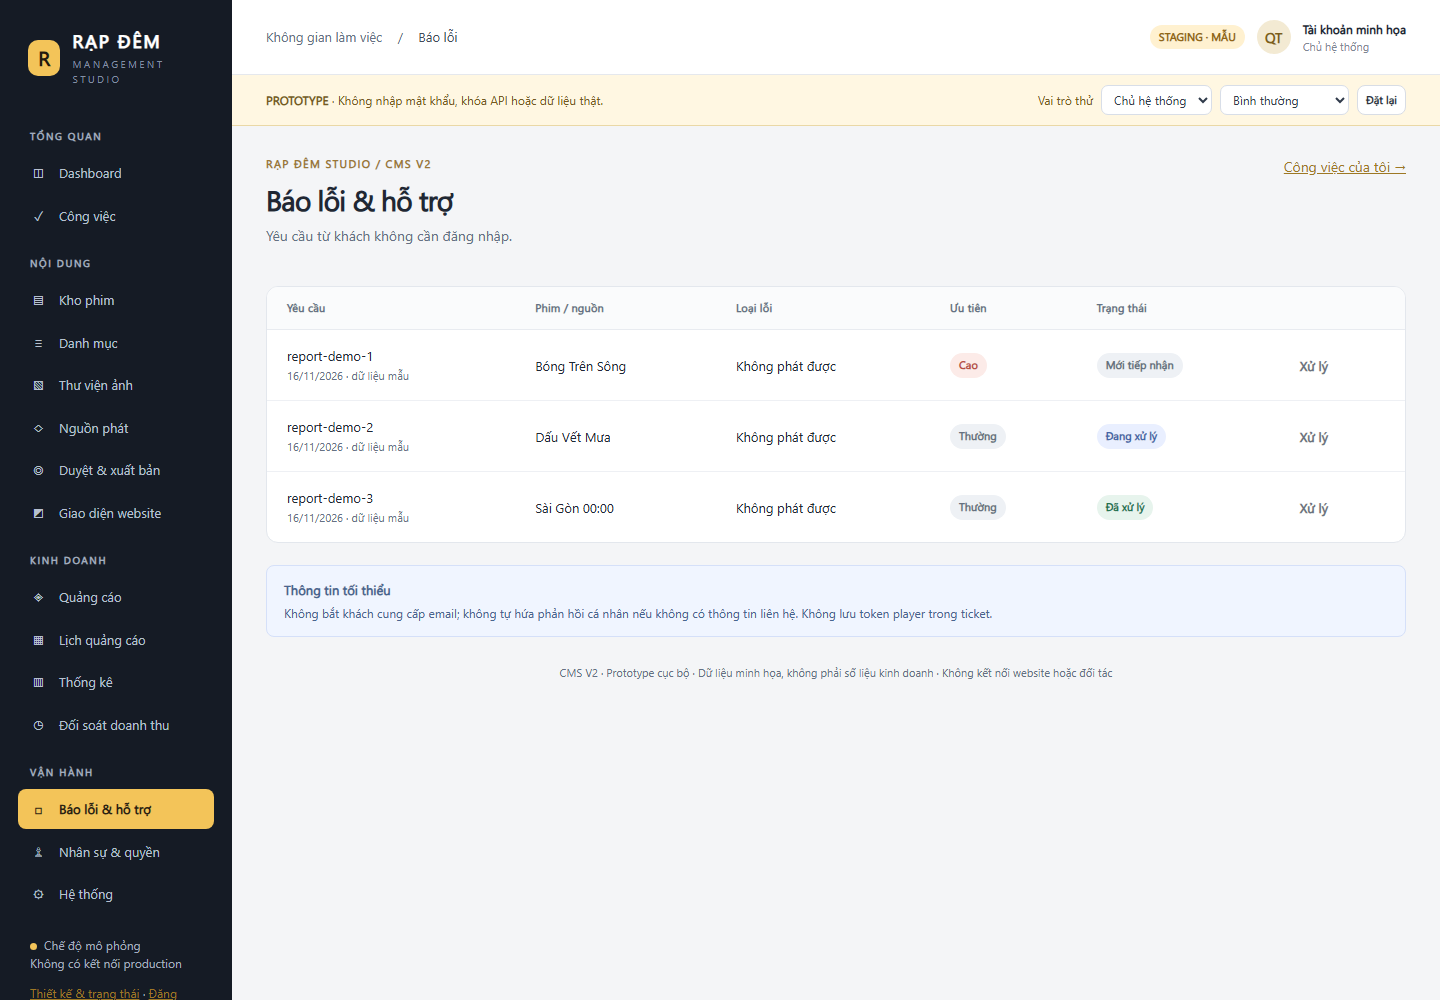 R
RẠP ĐÊM
MANAGEMENT
STUDIO
TỔNG QUAN
Dashboard
Công việc
NỘI DUNG
Kho phim
Danh mục
Thư viện ảnh
Nguồn phát
Duyệt & xuất bản
Giao diện website
KINH DOANH
Quảng cáo
Lịch quảng cáo
Thống kê
Đối soát doanh thu
VẬN HÀNH
Báo lỗi & hỗ trợ
Nhân sự & quyền
Hệ thống
Chế độ mô phỏng
Không có kết nối production
Thiết kế & trạng thái · Đăng
Không gian làm việc / Báo lỗi
STAGING · MẪU
QT
Tài khoản minh họa
Chủ hệ thống
PROTOTYPE · Không nhập mật khẩu, khóa API hoặc dữ liệu thật.
Vai trò thử
Chủ hệ thống
Bình thường
Đặt lại
RẠP ĐÊM STUDIO / CMS V2
Công việc của tôi →
Báo lỗi & hỗ trợ
Yêu cầu từ khách không cần đăng nhập.
Yêu cầu Phim / nguồn Loại lỗi Ưu tiên Trạng thái
report-demo-1
16/11/2026 · dữ liệu mẫu
Bóng Trên Sông Không phát được Cao Mới tiếp nhận Xử lý
report-demo-2
16/11/2026 · dữ liệu mẫu
Dấu Vết Mưa Không phát được Thường Đang xử lý Xử lý
report-demo-3
16/11/2026 · dữ liệu mẫu
Sài Gòn 00:00 Không phát được Thường Đã xử lý Xử lý
Thông tin tối thiểu
Không bắt khách cung cấp email; không tự hứa phản hồi cá nhân nếu không có thông tin liên hệ. Không lưu token player trong ticket.
CMS V2 · Prototype cục bộ · Dữ liệu minh họa, không phải số liệu kinh doanh · Không kết nối website hoặc đối tác